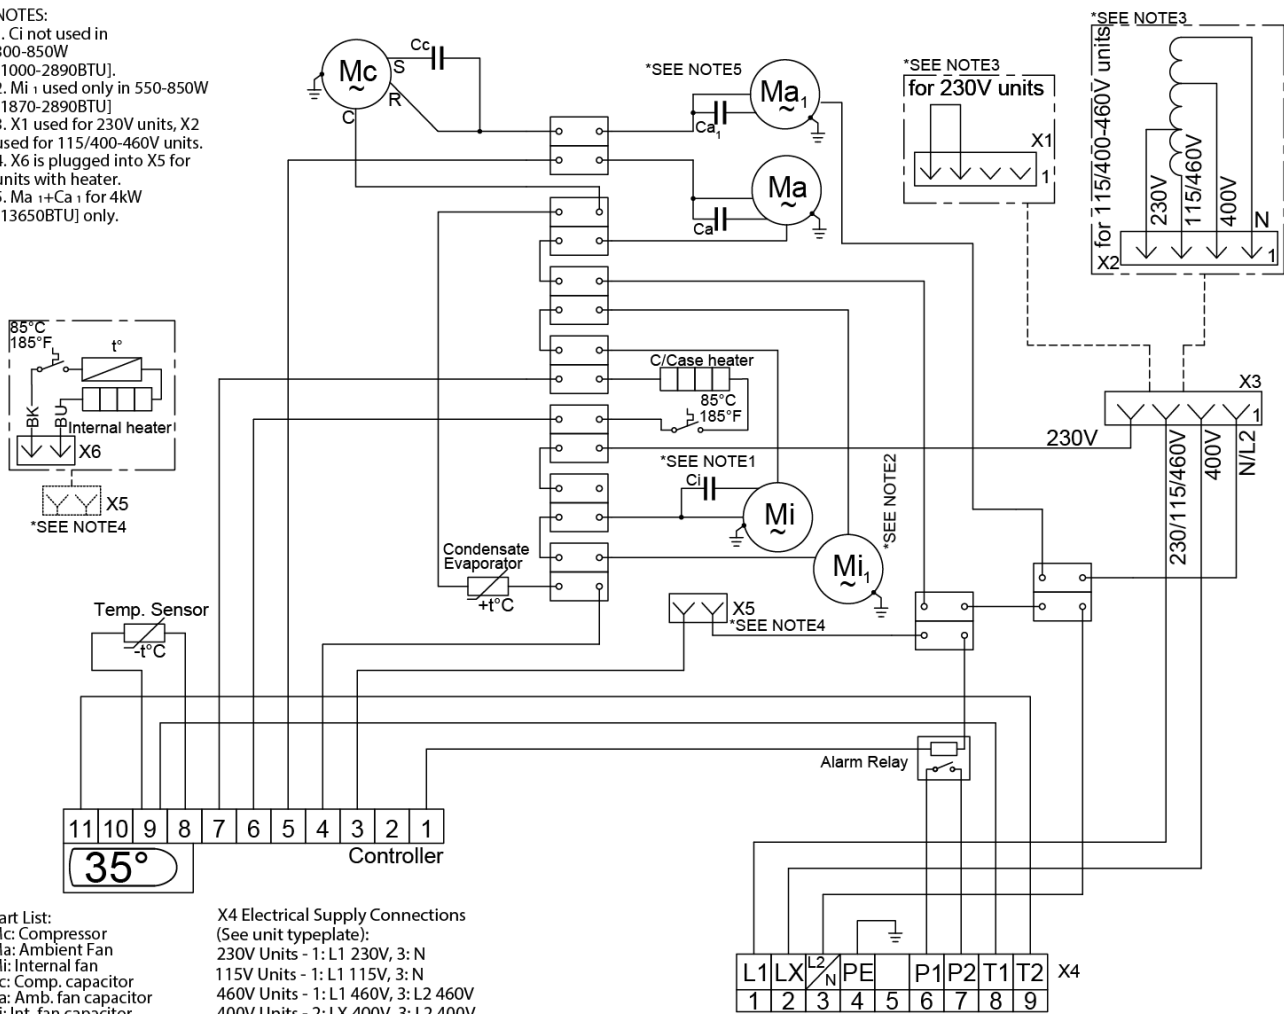 NOTES:
. Ci not used in
300-850W
1000-2890BTU].
2. Mi 1 used only in 550-850W
1870-2890BTU]
3. X1 used for 230V units, X2
used for 115/400-460V units.
4. X6 is plugged into X5 for
units with heater.
5. Ma 1+Ca 1 for 4kW
13650BTU] only.
Mc
~
S
R
C
Cc
*SEE NOTE5
Ma1
~
Ca1
Ma
~
Ca
*SEE NOTE3
for 230V units
X1
1
*SEE NOTE3
for 115/400-460V units
230V
115/460V
400V
N
X2
1
85°C
185°F
t°
BK
BU
Internal heater
X6
X5
*SEE NOTE4
C/Case heater
85°C
185°F
*SEE NOTE1
Ci
Mi
~
*SEE NOTE2
Mi1
~
X3
1
230V
230/115/460V
400V
N/L2
Condensate
Evaporator
+t°C
Temp. Sensor
-t°C
X5
*SEE NOTE4
Alarm Relay
11 10 9 8 7 6 5 4 3 2 1
Controller
35°
Part List:
Mc: Compressor
Ma: Ambient Fan
Mi: Internal fan
Cc: Comp. capacitor
Ca: Amb. fan capacitor
Ci: Int. fan capacitor
X4 Electrical Supply Connections
(See unit typeplate):
230V Units - 1: L1 230V, 3: N
115V Units - 1: L1 115V, 3: N
460V Units - 1: L1 460V, 3: L2 460V
400V Units - 2: LX 400V, 3: L2 400V
L1 LX L2/N PE P1 P2 T1 T2 X4
1 2 3 4 5 6 7 8 9